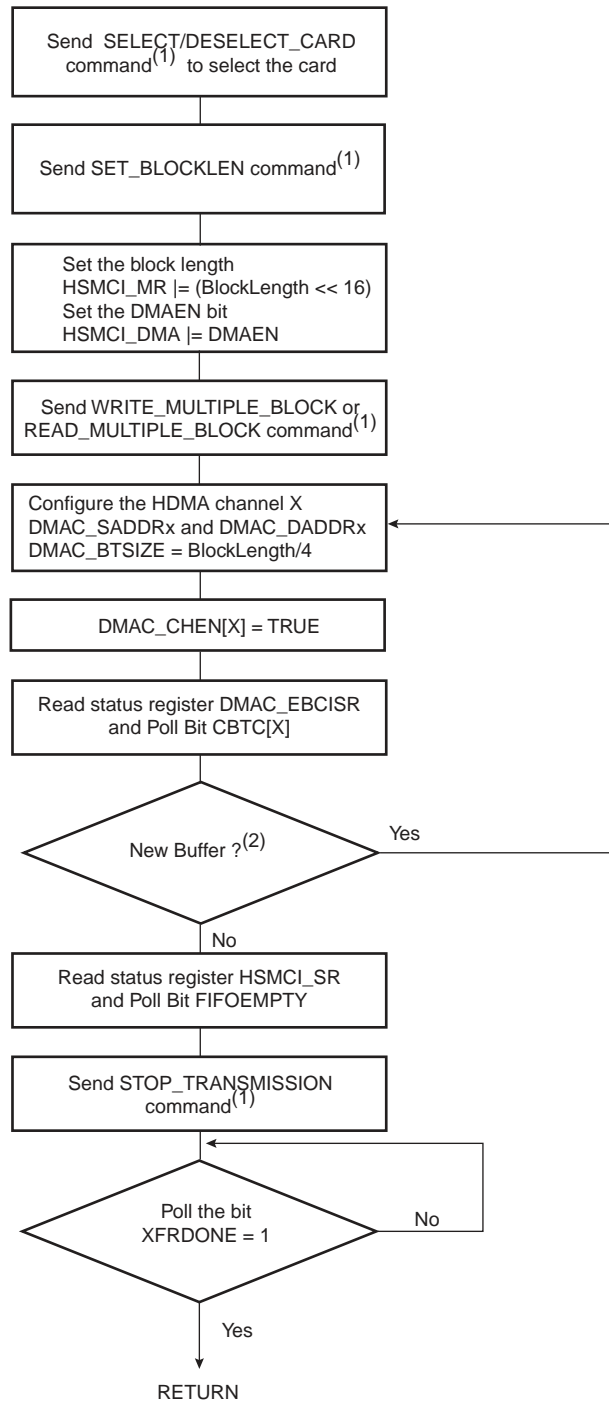 Send SELECT/DESELECT_CARD
command(1) to select the card
Send SET_BLOCKLEN command(1)
Set the block length
HSMCI_MR |= (BlockLength << 16)
Set the DMAEN bit
HSMCI_DMA |= DMAEN
Send WRITE_MULTIPLE_BLOCK or
READ_MULTIPLE_BLOCK command(1)
Configure the HDMA channel X
DMAC_SADDRx and DMAC_DADDRx
DMAC_BTSIZE = BlockLength/4
DMAC_CHEN[X] = TRUE
Read status register DMAC_EBCISR
and Poll Bit CBTC[X]
New Buffer ?(2)
Yes
No
Read status register HSMCI_SR
and Poll Bit FIFOEMPTY
Send STOP_TRANSMISSION
command(1)
Poll the bit
XFRDONE = 1
No
Yes
RETURN